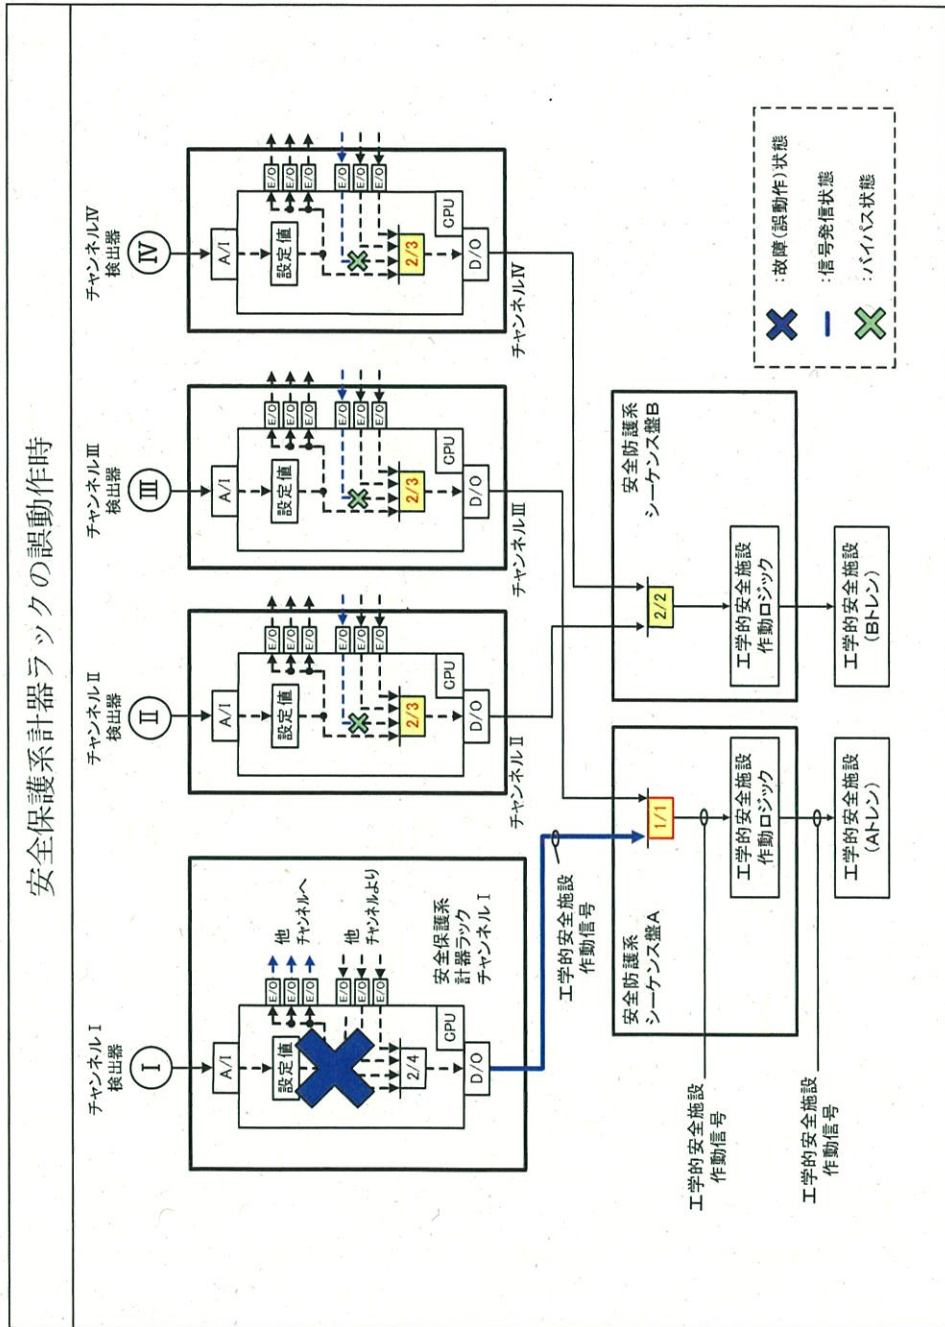 安全保護系計器ラックの誤動作時
チャンネルⅠ
検出器
Ⅰ
A/I
設定値
E/O
E/O
E/O
他
チャンネルへ
E/O
E/O
E/O
他
チャンネルより
2/4
CPU
D/O
安全保護系
計器ラック
チャンネルⅠ
チャンネルⅡ
検出器
Ⅱ
A/I
設定値
E/O
E/O
E/O
E/O
E/O
E/O
2/3
CPU
D/O
チャンネルⅡ
チャンネルⅢ
検出器
Ⅲ
A/I
設定値
E/O
E/O
E/O
E/O
E/O
E/O
2/3
CPU
D/O
チャンネルⅢ
チャンネルⅣ
検出器
Ⅳ
A/I
設定値
E/O
E/O
E/O
E/O
E/O
E/O
2/3
CPU
D/O
チャンネルⅣ
工学的安全施設
作動信号
安全防護系
シーケンス盤A
1/1
工学的安全施設
作動ロジック
工学的安全施設
(Aトレン)
安全防護系
シーケンス盤B
2/2
工学的安全施設
作動ロジック
工学的安全施設
(Bトレン)
工学的安全施設
作動信号
工学的安全施設
作動信号
:故障(誤動作)状態
:信号発信状態
:バイパス状態